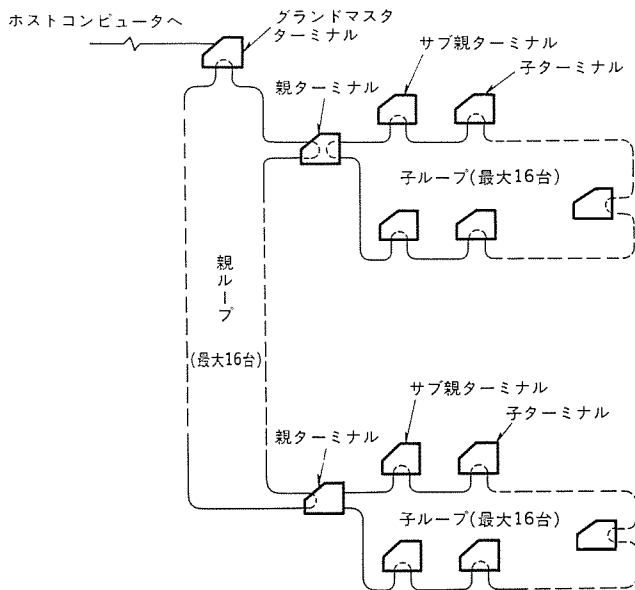 ホストコンピュータへ
グランドマスタ
ターミナル
サブ親ターミナル
子ターミナル
親ターミナル
子ループ(最大16台)
親ループ
(最大16台)
サブ親ターミナル
子ターミナル
親ターミナル
子ループ(最大16台)